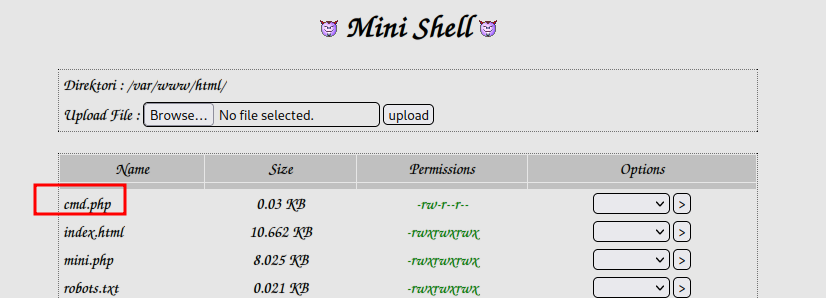 Mini Shell
Direktori : /var/www/html/
Upload File : Browse... No file selected. upload
Name Size Permissions Options
cmd.php 0.03 KB -rw-r--r-- >
index.html 10.662 KB -rwxrwxrwx >
mini.php 8.025 KB -rwxrwxrwx >
robots.txt 0.021 KB -rwxrwxrwx >